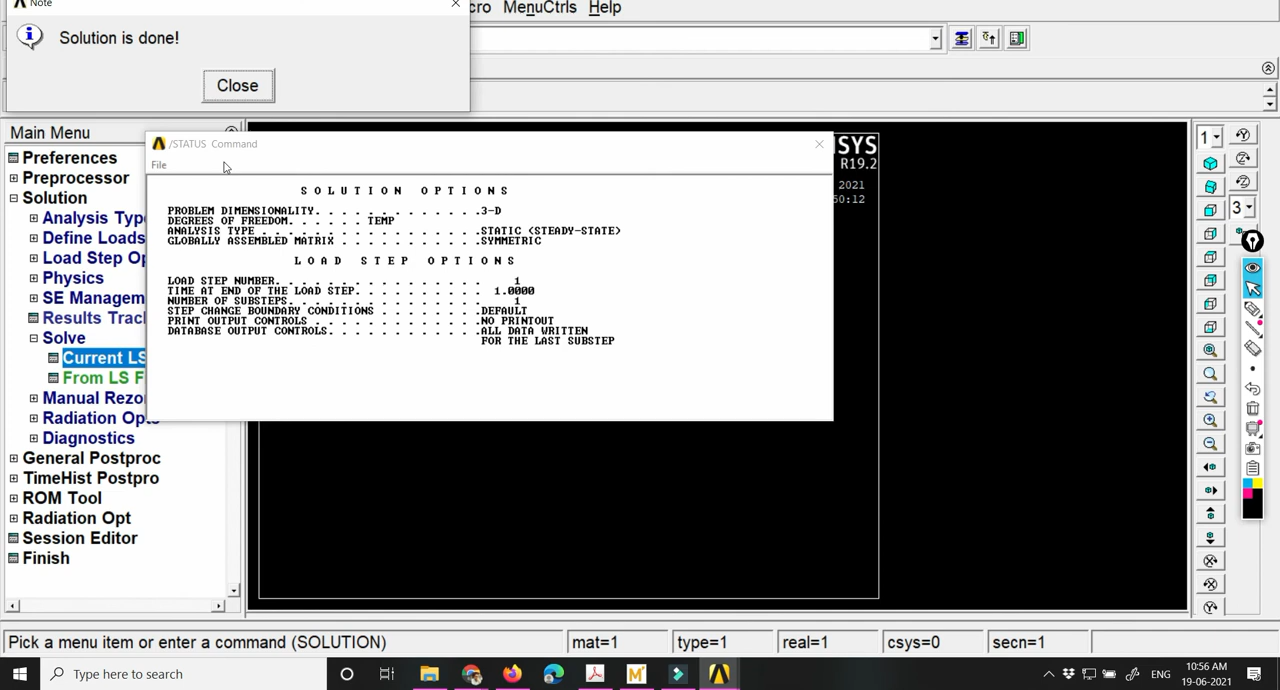 Note
Solution is done!
Close
cro MenuCtrls Help
Main Menu
Preferences
Preprocessor
Solution
Analysis Type
Define Loads
Load Step Op
Physics
SE Managem
Results Trac
Solve
Current LS
From LS F
Manual Rezo
Radiation Opts
Diagnostics
General Postproc
TimeHist Postpro
ROM Tool
Radiation Opt
Session Editor
Finish
/STATUS Command
File
SOLUTION OPTIONS
PROBLEM DIMENSIONALITY. . . . . . . . . . . . .3-D
DEGREES OF FREEDOM. . . . . . TEMP
ANALYSIS TYPE . . . . . . . . . . . . . . . . .STATIC (STEADY-STATE)
GLOBALLY ASSEMBLED MATRIX . . . . . . . . . . .SYMMETRIC
LOAD STEP OPTIONS
LOAD STEP NUMBER. . . . . . . . . . . . . . . . 1
TIME AT END OF THE LOAD STEP. . . . . . . . . . 1.0000
NUMBER OF SUBSTEPS. . . . . . . . . . . . . . . 1
STEP CHANGE BOUNDARY CONDITIONS . . . . . . . .DEFAULT
PRINT OUTPUT CONTROLS . . . . . . . . . . . . .NO PRINTOUT
DATABASE OUTPUT CONTROLS. . . . . . . . . . . .ALL DATA WRITTEN
FOR THE LAST SUBSTEP
NSYS
R19.2
2021
50:12
1
3
Pick a menu item or enter a command (SOLUTION)
mat=1
type=1
real=1
csys=0
secn=1
Type here to search
ENG
10:56 AM
19-06-2021